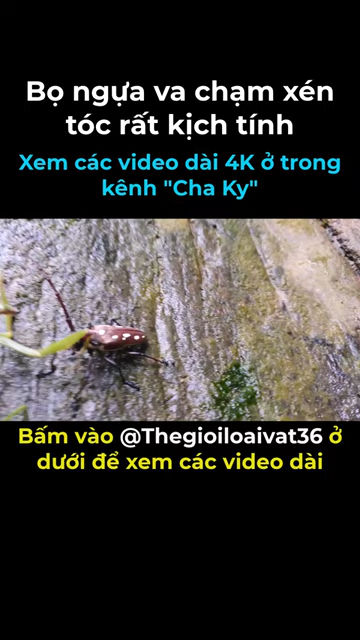 Bọ ngựa va chạm xén
tóc rất kịch tính
Xem các video dài 4K ở trong
kênh "Cha Ky"
Bấm vào @Thegioiloaivat36 ở
dưới để xem các video dài